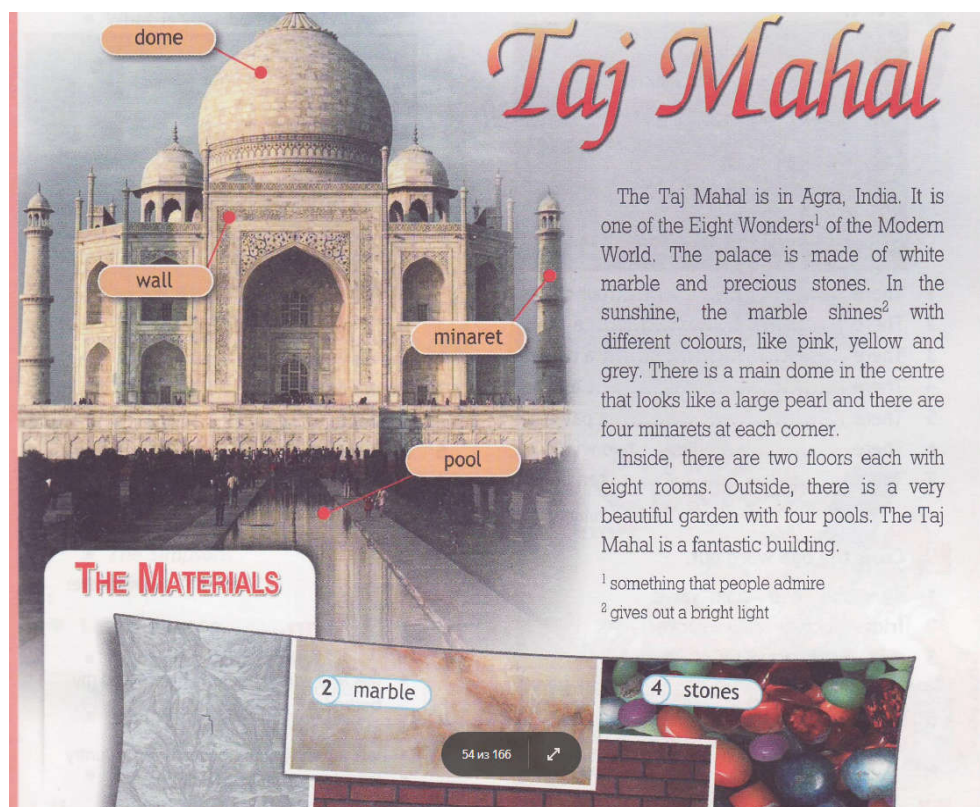 dome
Taj Mahal
wall
minaret
pool
The Taj Mahal is in Agra, India. It is
one of the Eight Wonders¹ of the Modern
World. The palace is made of white
marble and precious stones. In the
sunshine, the marble shines² with
different colours, like pink, yellow and
grey. There is a main dome in the centre
that looks like a large pearl and there are
four minarets at each corner.
Inside, there are two floors each with
eight rooms. Outside, there is a very
beautiful garden with four pools. The Taj
Mahal is a fantastic building.
¹ something that people admire
² gives out a bright light
THE MATERIALS
2 marble
4 stones
54 из 166